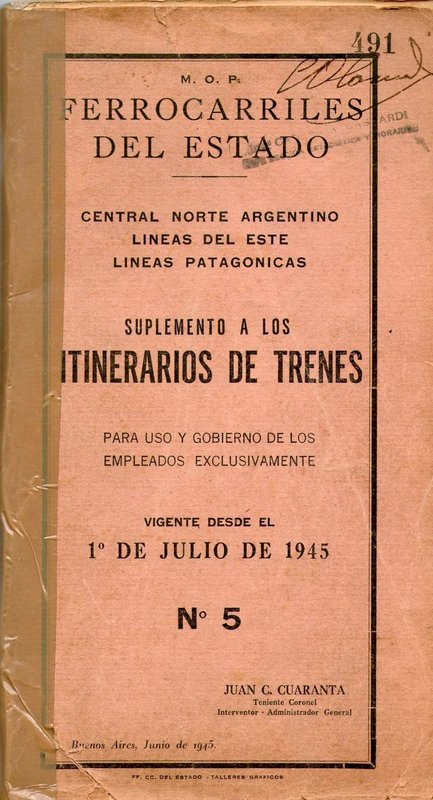 491
M. O. P.
FERROCARRILES
DEL ESTADO
CENTRAL NORTE ARGENTINO
LINEAS DEL ESTE
LINEAS PATAGONICAS
SUPLEMENTO A LOS
ITINERARIOS DE TRENES
PARA USO Y GOBIERNO DE LOS
EMPLEADOS EXCLUSIVAMENTE
VIGENTE DESDE EL
1º DE JULIO DE 1945
Nº 5
JUAN C. CUARANTA
Teniente Coronel
Interventor - Administrador General
Buenos Aires, Junio de 1945.
FF. CC. DEL ESTADO - TALLERES GRAFICOS